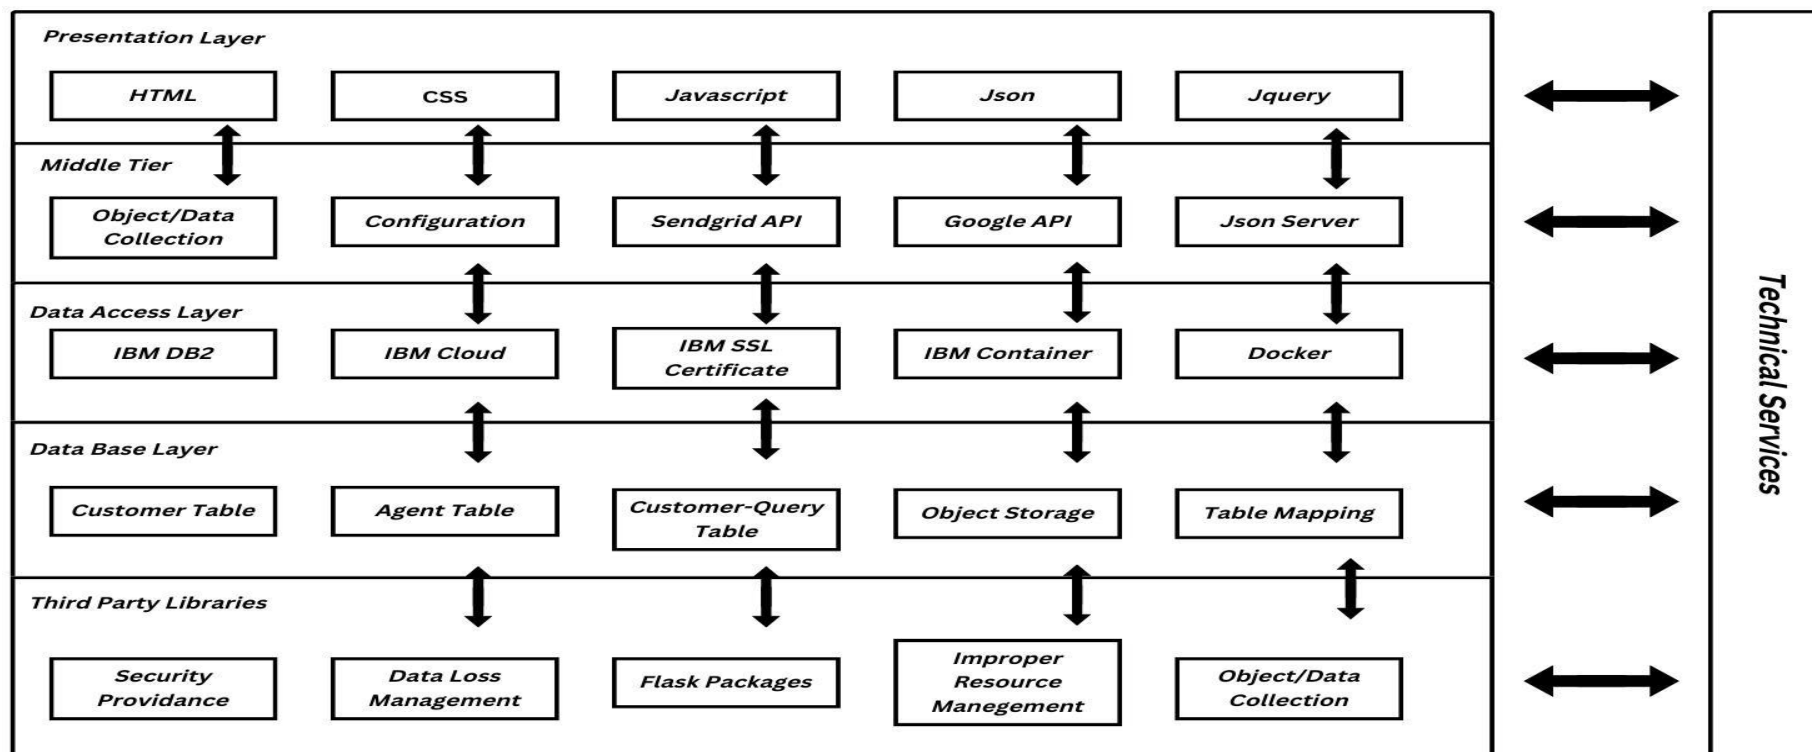 Presentation Layer
HTML
CSS
Javascript
Json
Jquery
Middle Tier
Object/Data
Collection
Configuration
Sendgrid API
Google API
Json Server
Data Access Layer
IBM DB2
IBM Cloud
IBM SSL
Certificate
IBM Container
Docker
Data Base Layer
Customer Table
Agent Table
Customer-Query
Table
Object Storage
Table Mapping
Third Party Libraries
Security
Providance
Data Loss
Management
Flask Packages
Improper
Resource
Manegement
Object/Data
Collection
Technical Services